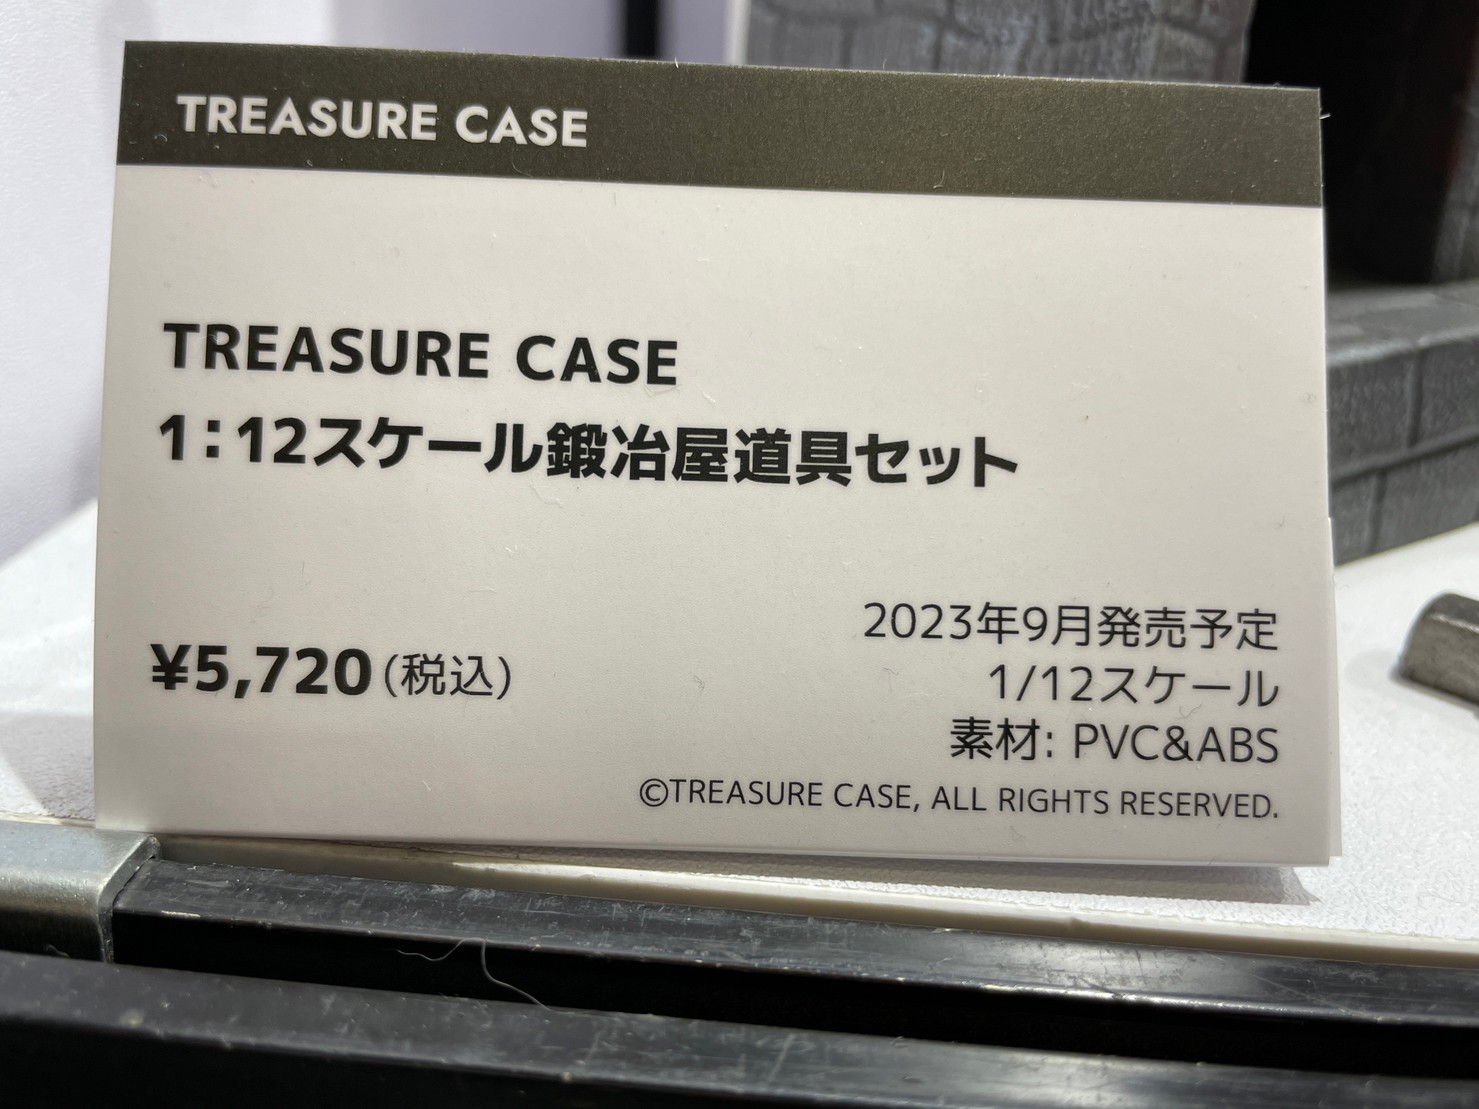 TREASURE CASE
TREASURE CASE
1：12スケール鍛冶屋道具セット
¥5,720(税込)
2023年9月発売予定
1/12スケール
素材: PVC&ABS
©TREASURE CASE, ALL RIGHTS RESERVED.